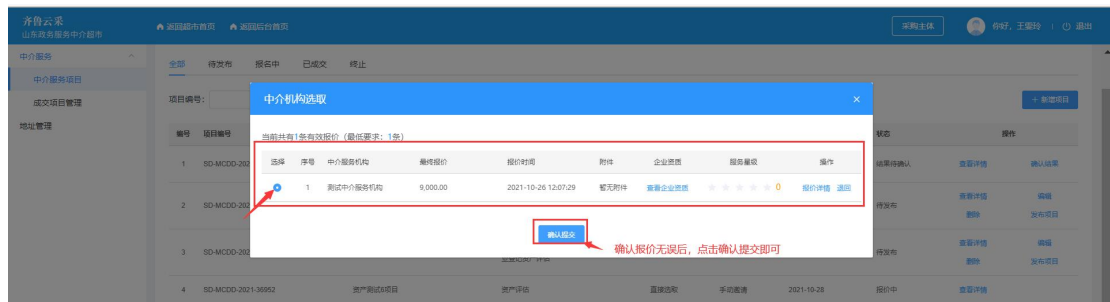 齐鲁云采
山东政务服务中介超市
返回超市首页 返回后台首页
采购主体 你好，王雯玲 | 退出
中介服务
中介服务项目
成交项目管理
地址管理
全部 待发布 报名中 已成交 终止
项目编号:
+ 新增项目
中介机构选取 ×
当前共有1条有效报价（最低要求：1条）
选择 序号 中介服务机构 最终报价 报价时间 附件 企业资质 服务星级 操作
1 测试中介服务机构 9,000.00 2021-10-26 12:07:29 暂无附件 查看企业资质 0 报价详情 退回
确认提交
确认报价无误后，点击确认提交即可
编号 项目编号 状态 操作
1 SD-MCDD-202 结果待确认 查看详情 确认结果
2 SD-MCDD-202 待发布 查看详情 编辑
删除 发布项目
3 SD-MCDD-202 待发布 查看详情 编辑
删除 发布项目
4 SD-MCDD-2021-36952 资产测试8项目 资产评估 直接选取 手动邀请 2021-10-28 报价中 查看详情